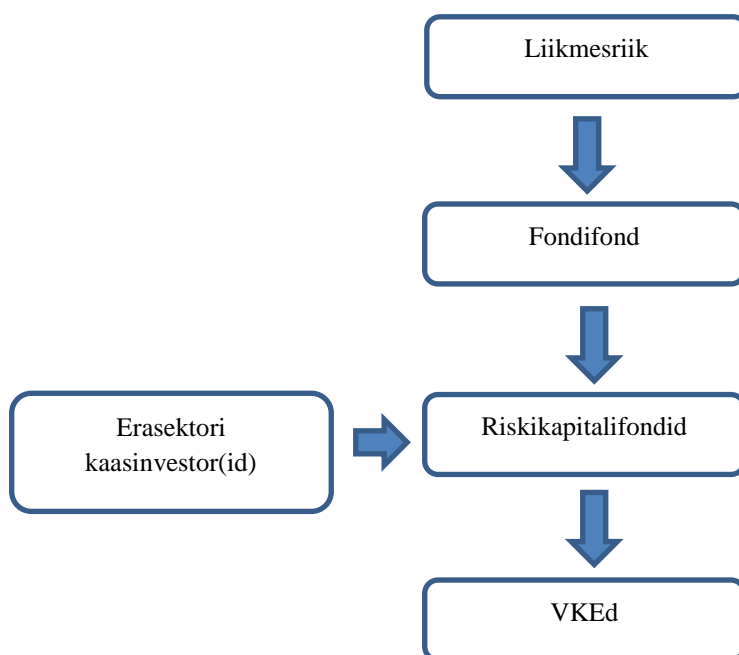 Liikmesriik
Fondifond
Erasektori
kaasinvestor(id)
Riskikapitalifondid
VKEd